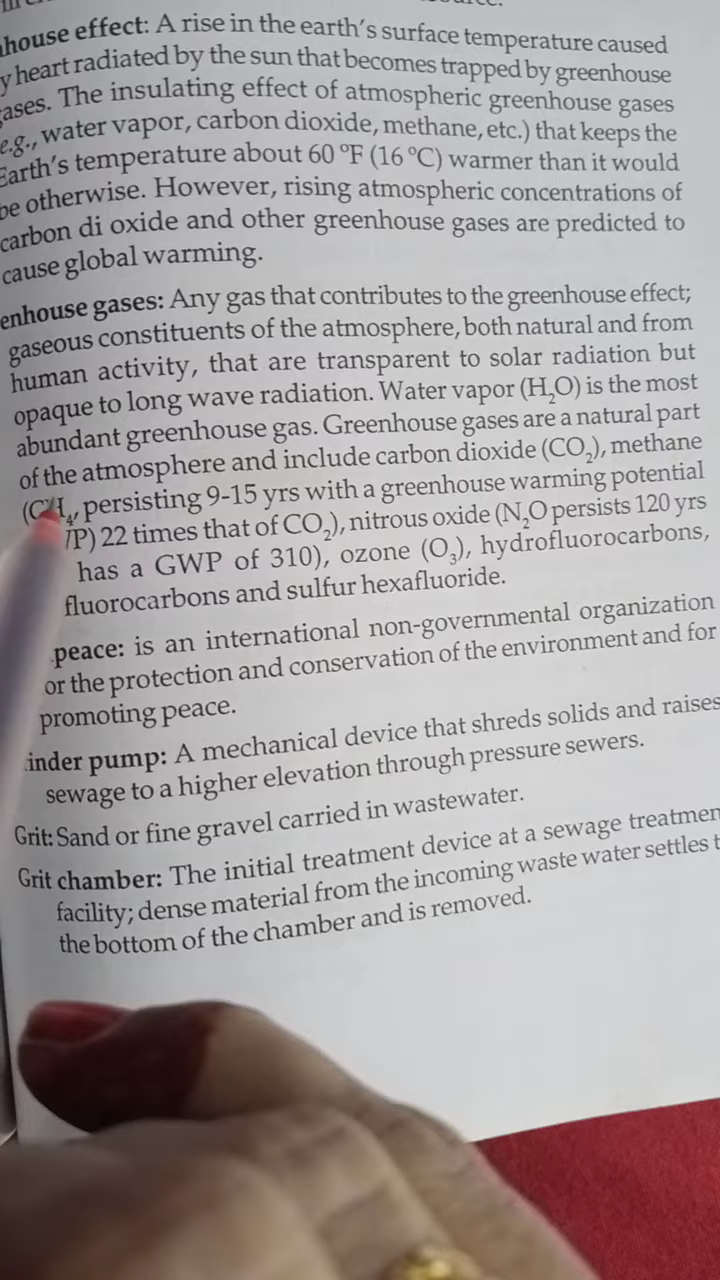 house effect: A rise in the earth's surface temperature caused
y heart radiated by the sun that becomes trapped by greenhouse
gases. The insulating effect of atmospheric greenhouse gases
e.g., water vapor, carbon dioxide, methane, etc.) that keeps the
Earth's temperature about 60 °F (16 °C) warmer than it would
be otherwise. However, rising atmospheric concentrations of
carbon di oxide and other greenhouse gases are predicted to
cause global warming.
enhouse gases: Any gas that contributes to the greenhouse effect;
gaseous constituents of the atmosphere, both natural and from
human activity, that are transparent to solar radiation but
opaque to long wave radiation. Water vapor (H₂O) is the most
abundant greenhouse gas. Greenhouse gases are a natural part
of the atmosphere and include carbon dioxide (CO₂), methane
(CH₄, persisting 9-15 yrs with a greenhouse warming potential
P) 22 times that of CO₂), nitrous oxide (N₂O persists 120 yrs
has a GWP of 310), ozone (O₃), hydrofluorocarbons,
fluorocarbons and sulfur hexafluoride.
peace: is an international non-governmental organization
or the protection and conservation of the environment and for
promoting peace.
inder pump: A mechanical device that shreds solids and raises
sewage to a higher elevation through pressure sewers.
Grit: Sand or fine gravel carried in wastewater.
Grit chamber: The initial treatment device at a sewage treatmen
facility; dense material from the incoming waste water settles t
the bottom of the chamber and is removed.